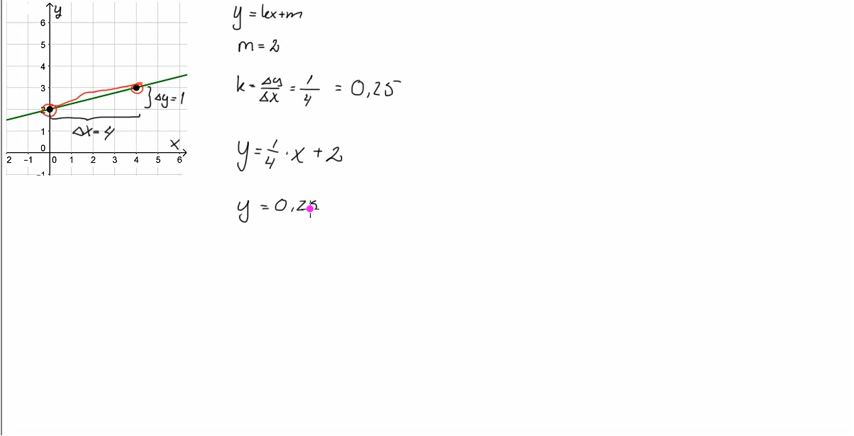 y
6
5
4
3
2
1
0
-1
2 -1 0 1 2 3 4 5 6
x
Δy=1
Δx=4
y=kx+m
m=2
k=Δy/Δx=1/4=0,25
y=1/4·x+2
y=0,25